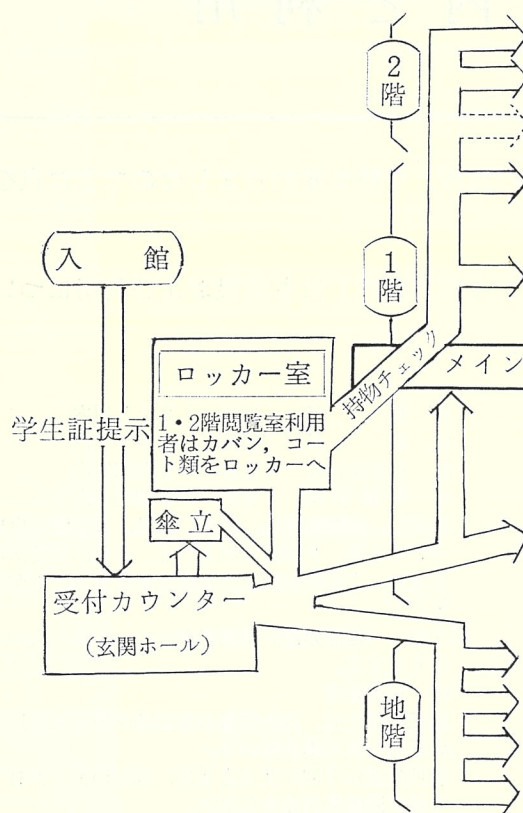 2階
入館
1階
ロッカー室
持物チェック
メイン
学生証提示
1・2階閲覧室利用
者はカバン，コー
ト類をロッカーへ
傘立
受付カウンター
(玄関ホール)
地階